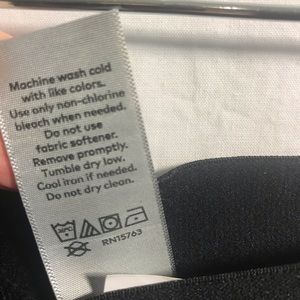 Machine wash cold
with like colors.
Use only non-chlorine
bleach when needed.
Do not use
fabric softener.
Remove promptly.
Tumble dry low.
Cool iron if needed.
Do not dry clean.
RN15763